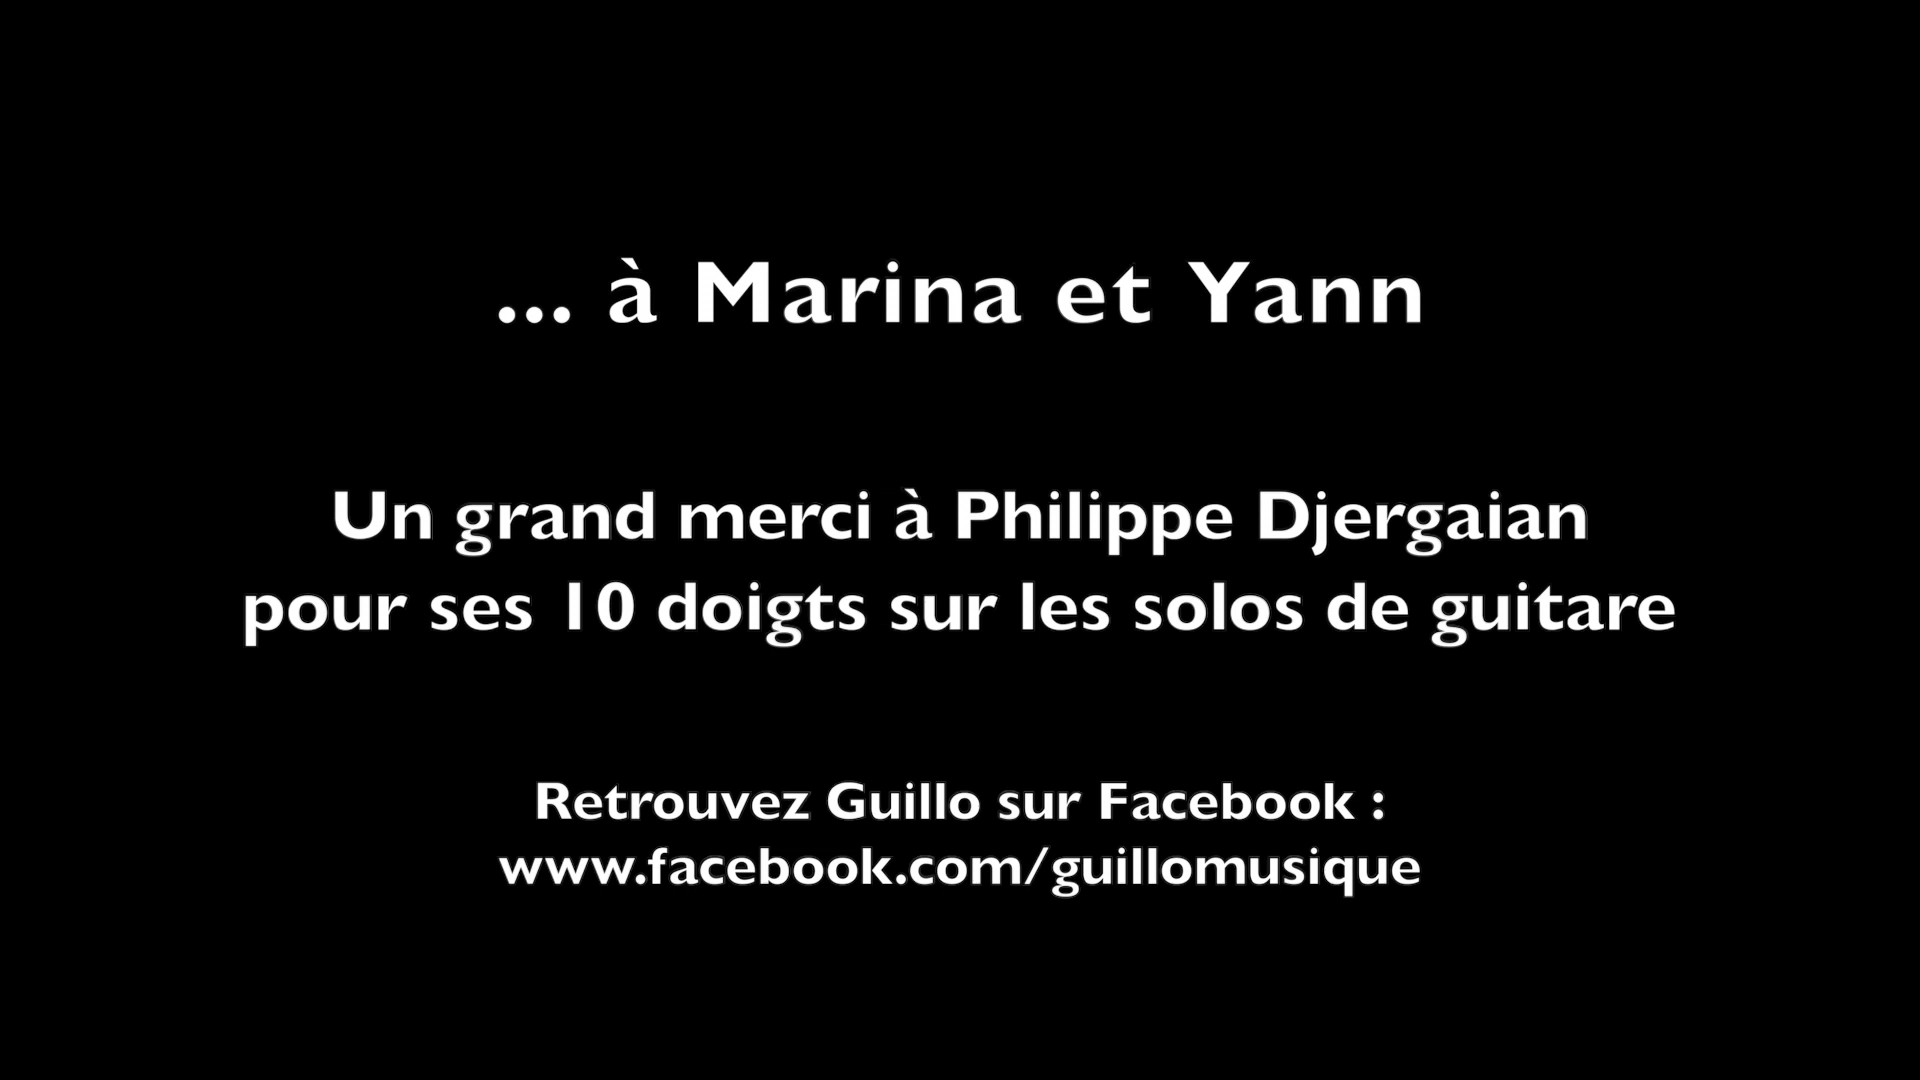 ... à Marina et Yann
Un grand merci à Philippe Djergaian
pour ses 10 doigts sur les solos de guitare
Retrouvez Guillo sur Facebook :
www.facebook.com/guillomusique